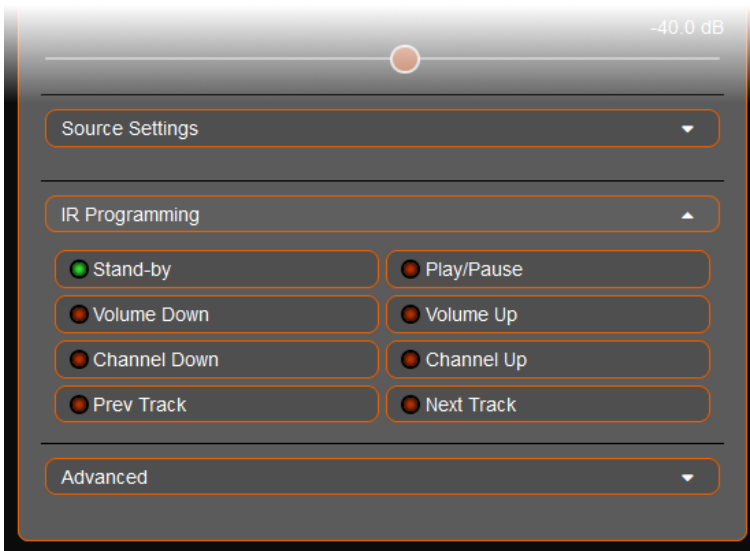 -40.0 dB
Source Settings
IR Programming
Stand-by
Play/Pause
Volume Down
Volume Up
Channel Down
Channel Up
Prev Track
Next Track
Advanced